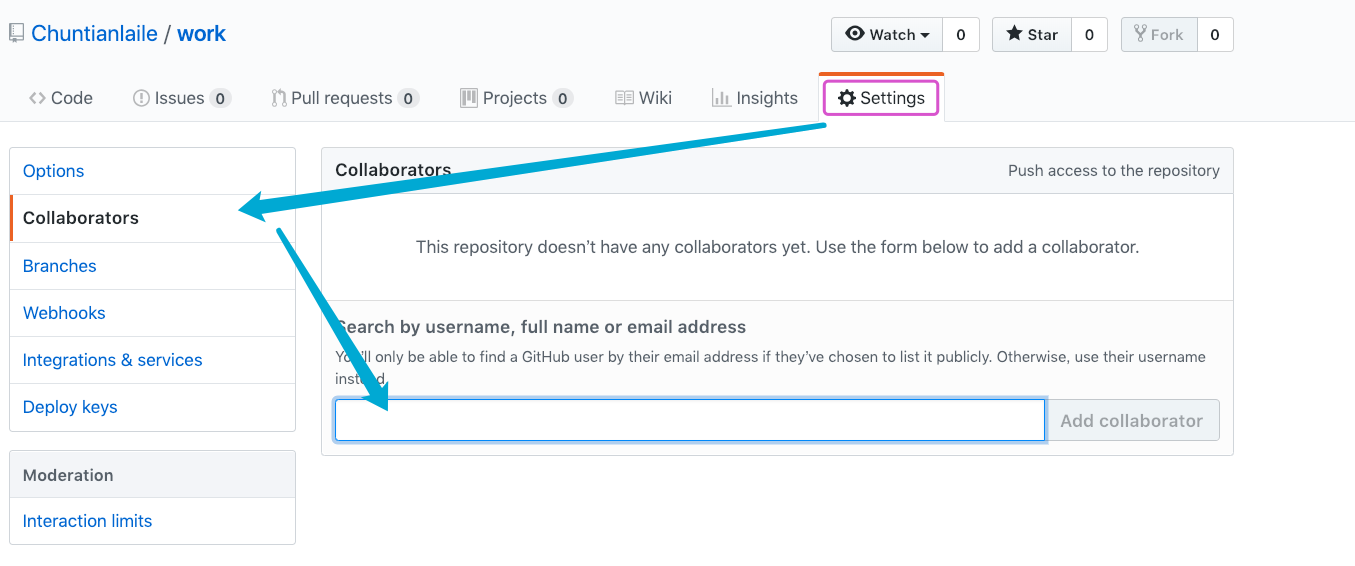 Chuntianlaile / work
Watch 0 Star 0 Fork 0
Code Issues 0 Pull requests 0 Projects 0 Wiki Insights Settings
Options
Collaborators
Branches
Webhooks
Integrations & services
Deploy keys
Moderation
Interaction limits
Collaborators Push access to the repository
This repository doesn't have any collaborators yet. Use the form below to add a collaborator.
Search by username, full name or email address
You'll only be able to find a GitHub user by their email address if they've chosen to list it publicly. Otherwise, use their username
instead.
Add collaborator